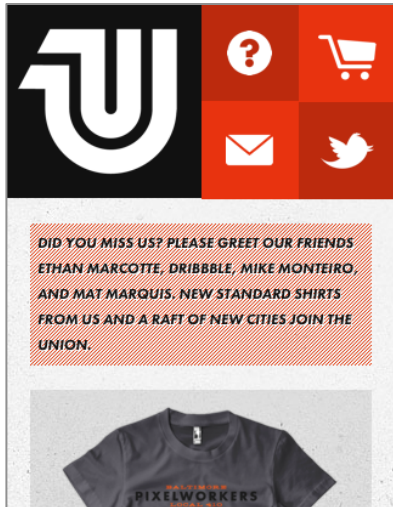 ?
DID YOU MISS US? PLEASE GREET OUR FRIENDS
ETHAN MARCOTTE, DRIBBBLE, MIKE MONTEIRO,
AND MAT MARQUIS. NEW STANDARD SHIRTS
FROM US AND A RAFT OF NEW CITIES JOIN THE
UNION.
BALTIMORE
PIXELWORKERS